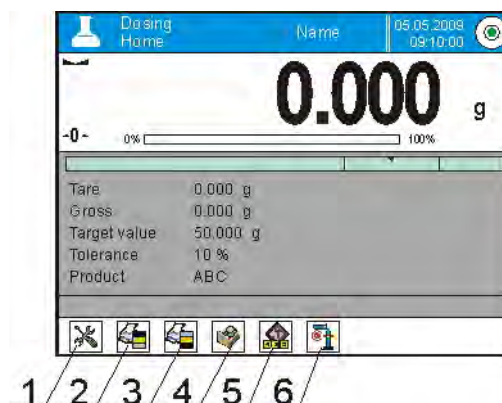 Dosing
Home
Name
05.05.2009
09:10:00
0.000 g
-0-
0% 100%
Tare 0.000 g
Gross 0.000 g
Target value 50.000 g
Tolerance 10 %
Product ABC
1 2 3 4 5 6